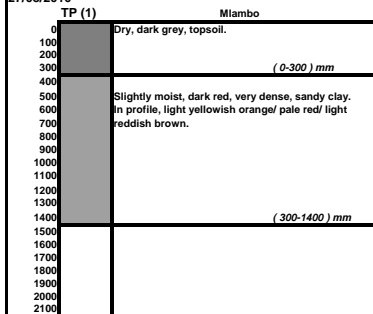 TP (1) Mlambo
0 Dry, dark grey, topsoil.
100
200
300 ( 0-300 ) mm
400
500 Slightly moist, dark red, very dense, sandy clay.
600 In profile, light yellowish orange/ pale red/ light
700 reddish brown.
800
900
1000
1100
1200
1300
1400 ( 300-1400 ) mm
1500
1600
1700
1800
1900
2000
2100